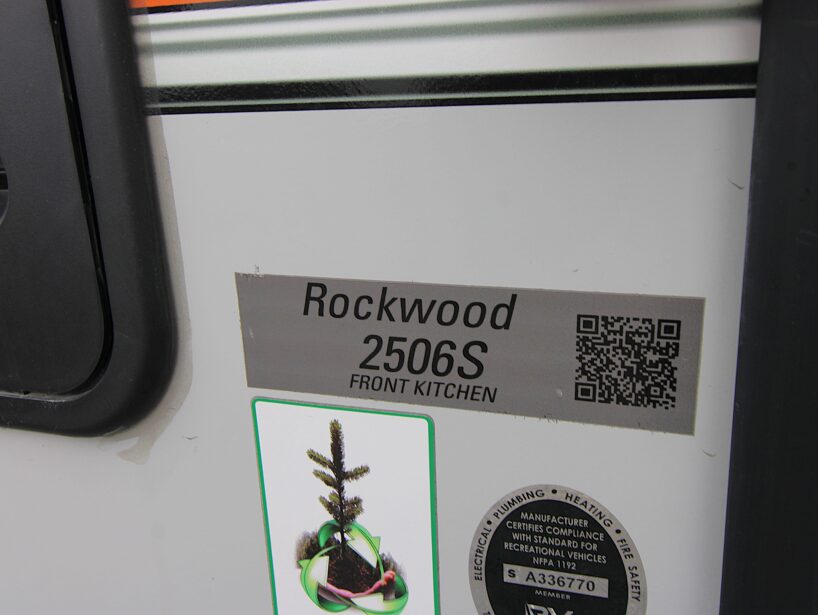 Rockwood
2506S
FRONT KITCHEN
ELECTRICAL • PLUMBING • HEATING • FIRE SAFETY
MANUFACTURER
CERTIFIES COMPLIANCE
WITH STANDARD FOR
RECREATIONAL VEHICLES
NFPA 1192
S A336770
MEMBER
RV